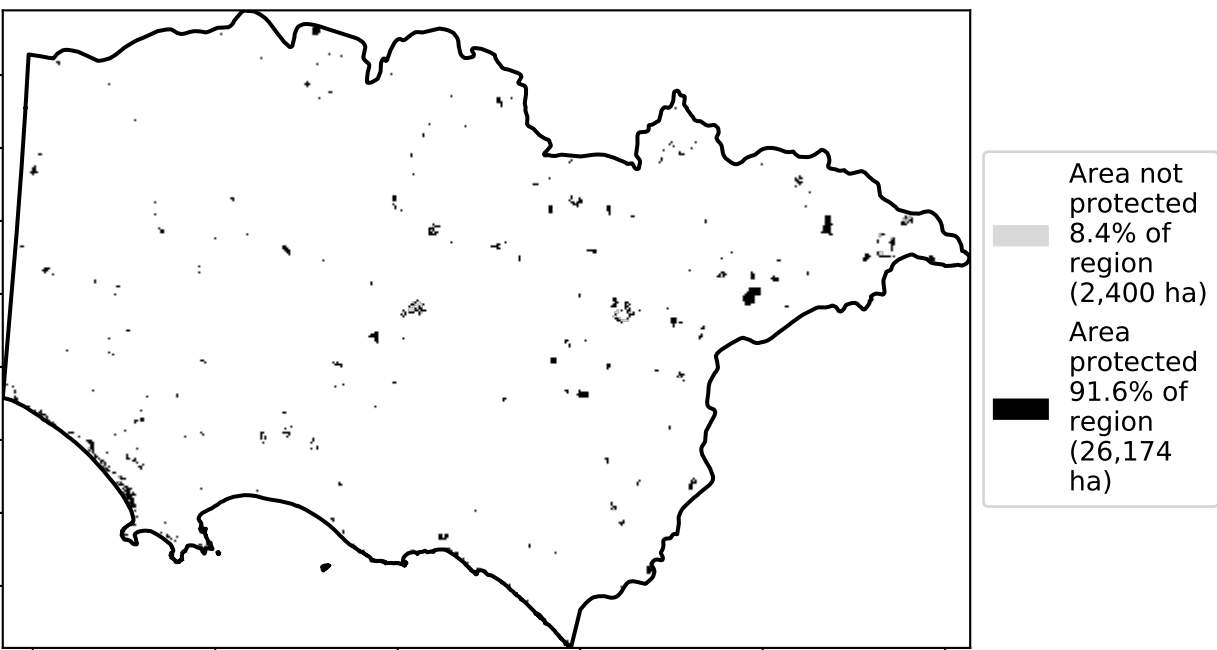 Area not
protected
8.4% of
region
(2,400 ha)
Area
protected
91.6% of
region
(26,174
ha)